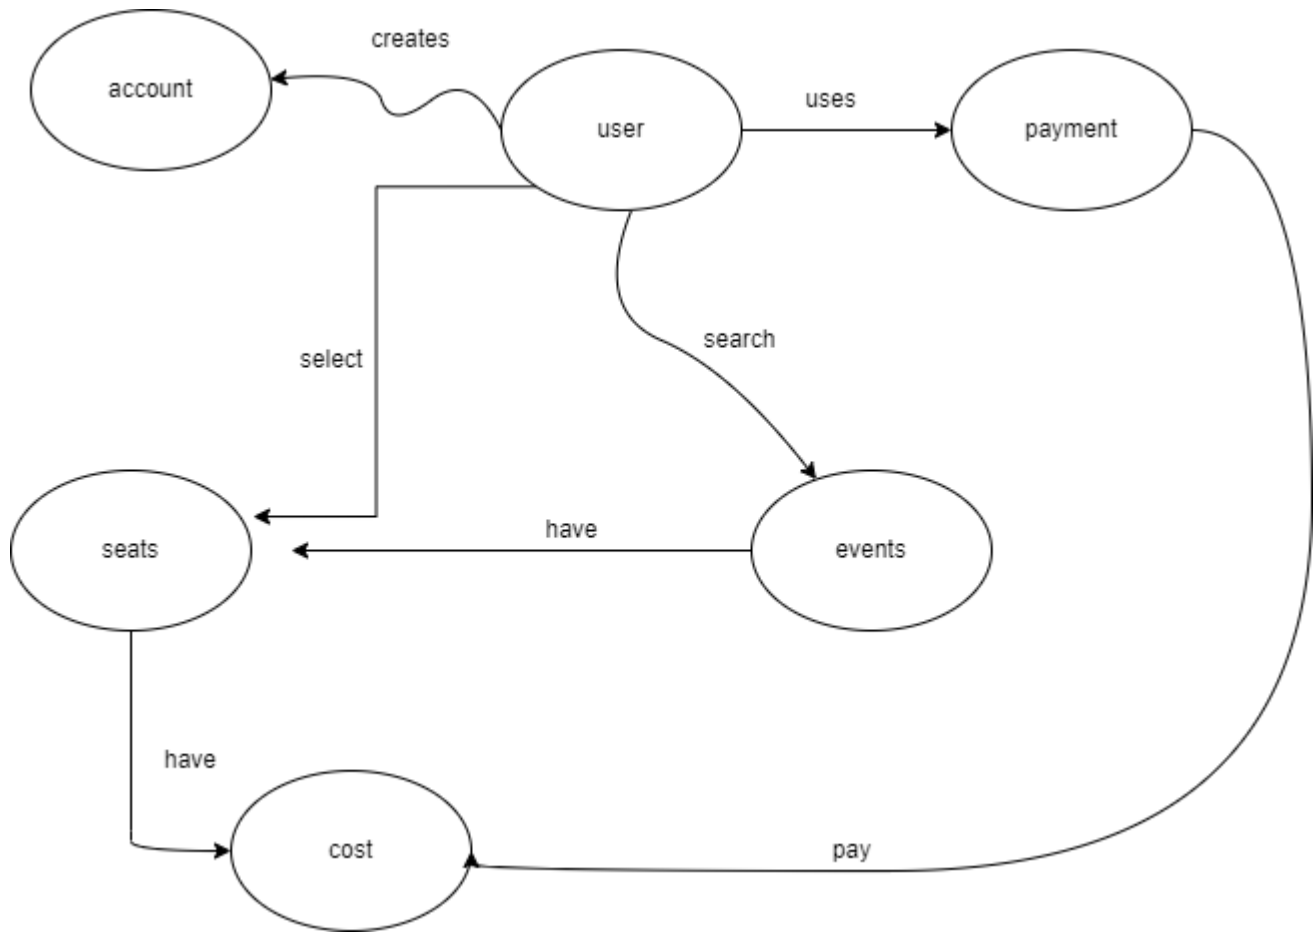 creates
account
user
uses
payment
select
search
seats
have
events
have
cost
pay